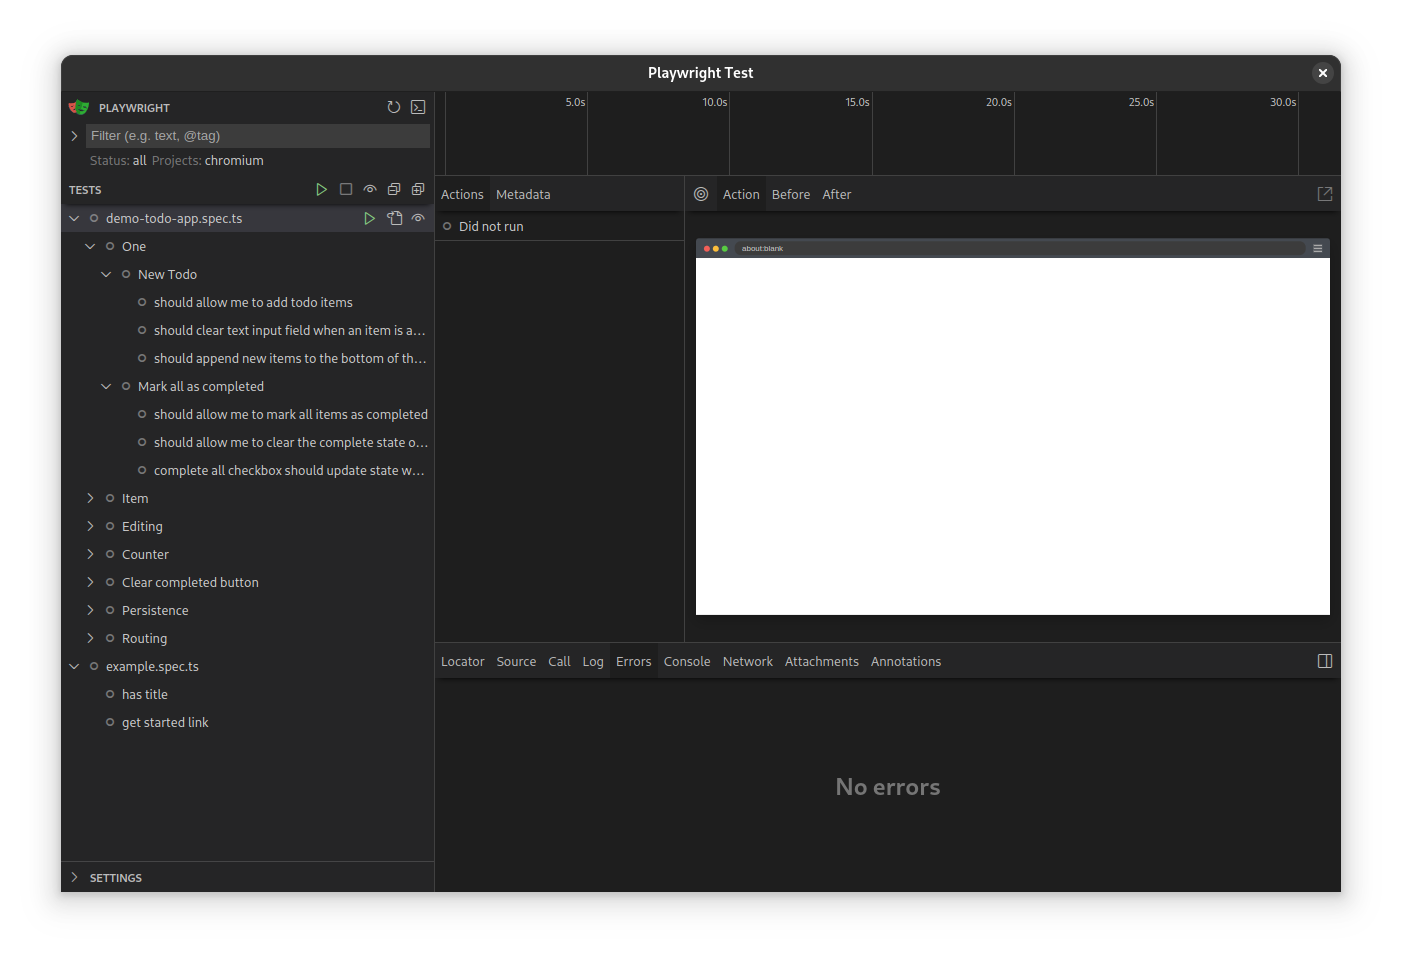 Playwright Test
PLAYWRIGHT
Filter (e.g. text, @tag)
Status: all Projects: chromium
TESTS
demo-todo-app.spec.ts
One
New Todo
should allow me to add todo items
should clear text input field when an item is a...
should append new items to the bottom of th...
Mark all as completed
should allow me to mark all items as completed
should allow me to clear the complete state o...
complete all checkbox should update state w...
Item
Editing
Counter
Clear completed button
Persistence
Routing
example.spec.ts
has title
get started link
SETTINGS
5.0s 10.0s 15.0s 20.0s 25.0s 30.0s
Actions Metadata
Did not run
Action Before After
about:blank
Locator Source Call Log Errors Console Network Attachments Annotations
No errors